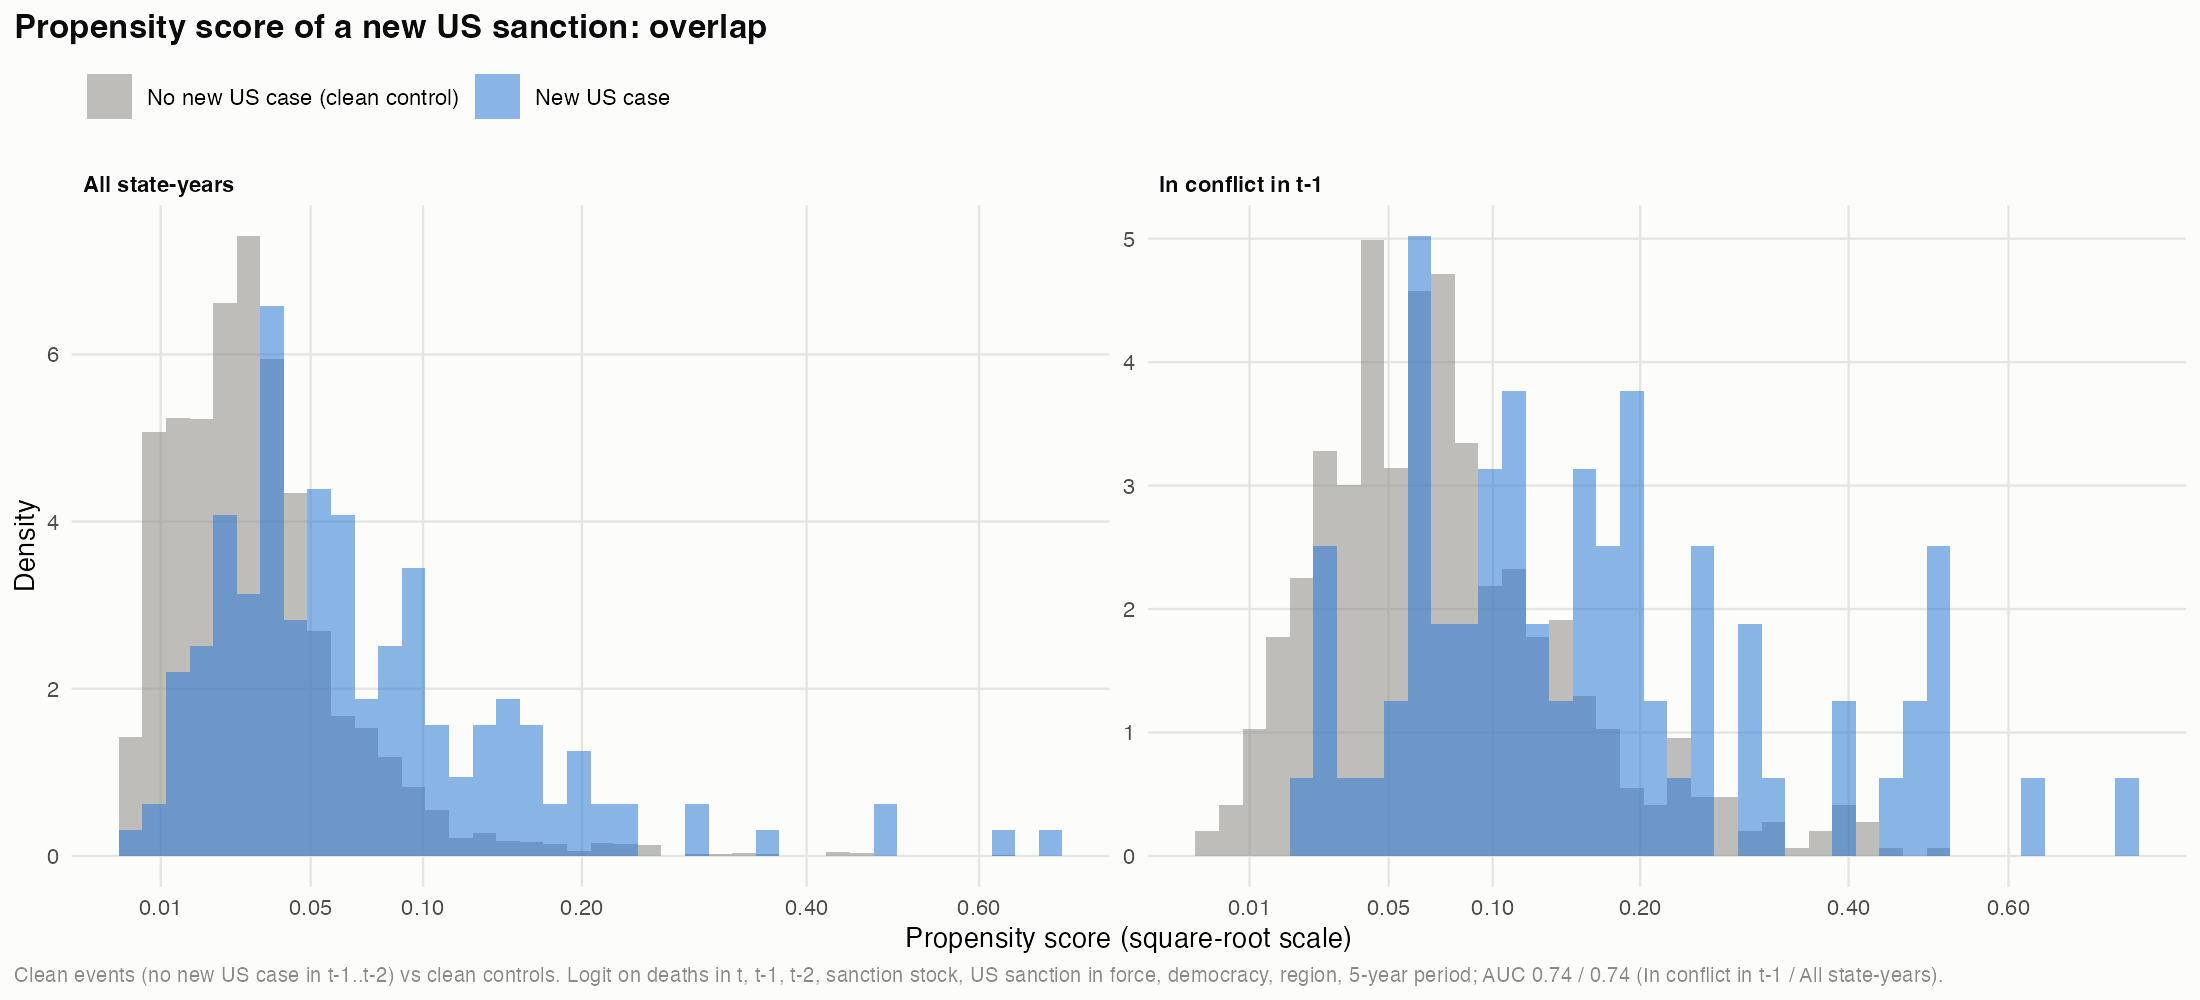 Propensity score of a new US sanction: overlap
No new US case (clean control)
New US case
All state-years
In conflict in t-1
Density
6
4
2
0
5
4
3
2
1
0
0.01
0.05
0.10
0.20
0.40
0.60
0.01
0.05
0.10
0.20
0.40
0.60
Propensity score (square-root scale)
Clean events (no new US case in t-1..t-2) vs clean controls. Logit on deaths in t, t-1, t-2, sanction stock, US sanction in force, democracy, region, 5-year period; AUC 0.74 / 0.74 (In conflict in t-1 / All state-years).